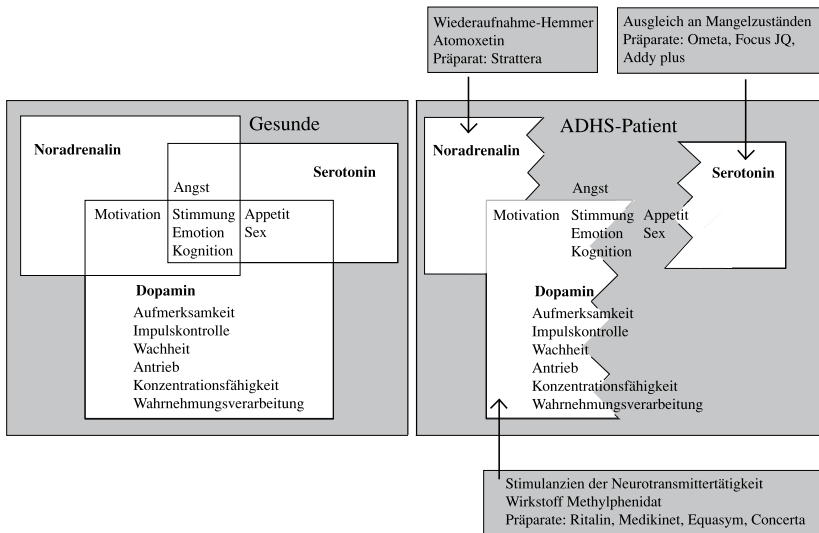 Wiederaufnahme-Hemmer
Atomoxetin
Präparat: Strattera
Ausgleich an Mangelzuständen
Präparate: Ometa, Focus JQ,
Addy plus
Gesunde
Noradrenalin
Serotonin
Angst
Motivation Stimmung Appetit
Emotion Sex
Kognition
Dopamin
Aufmerksamkeit
Impulskontrolle
Wachheit
Antrieb
Konzentrationsfähigkeit
Wahrnehmungsverarbeitung
ADHS-Patient
Noradrenalin
Serotonin
Angst
Motivation Stimmung Appetit
Emotion Sex
Kognition
Dopamin
Aufmerksamkeit
Impulskontrolle
Wachheit
Antrieb
Konzentrationsfähigkeit
Wahrnehmungsverarbeitung
Stimulanzien der Neurotransmittertätigkeit
Wirkstoff Methylphenidat
Präparate: Ritalin, Medikinet, Equasym, Concerta